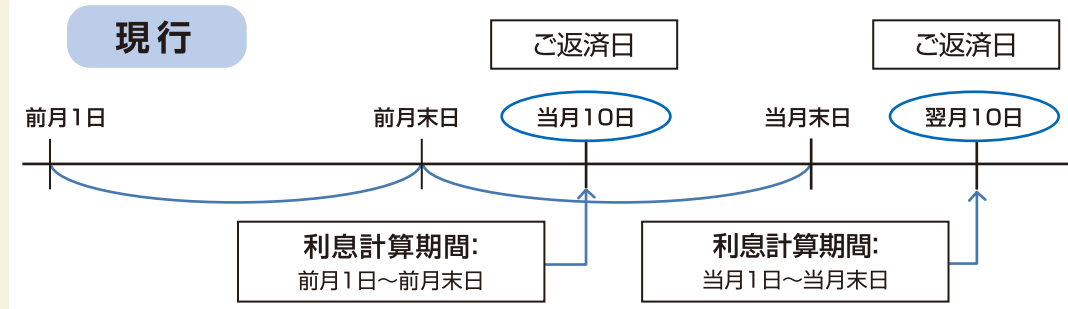 現行
ご返済日
ご返済日
前月1日
前月末日
当月10日
当月末日
翌月10日
利息計算期間:
前月1日〜前月末日
利息計算期間:
当月1日〜当月末日